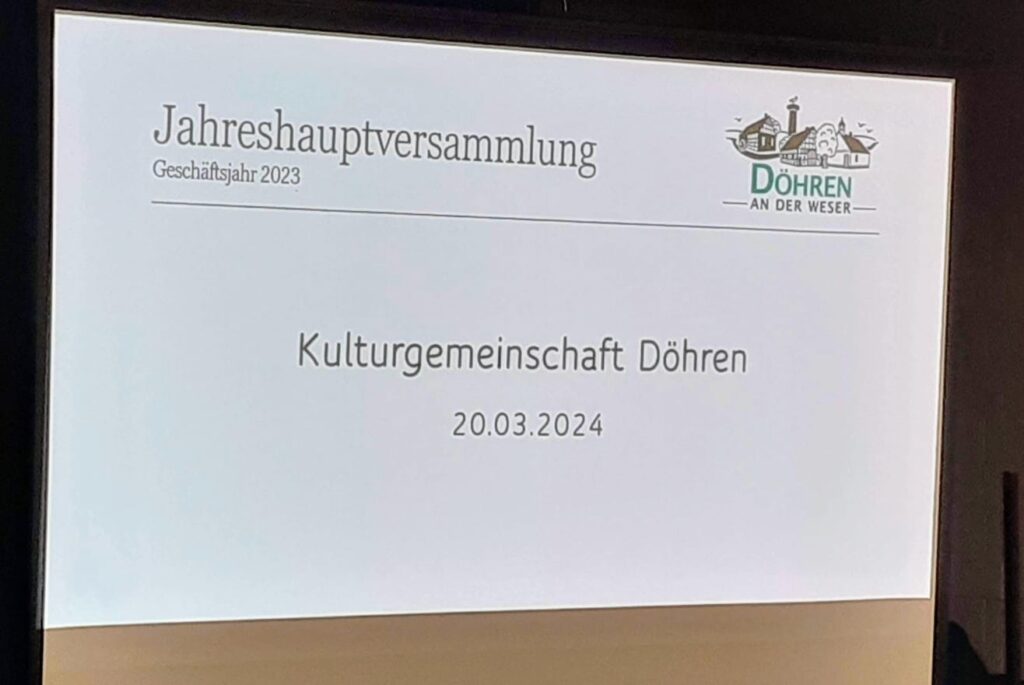 Jahreshauptversammlung
Geschäftsjahr 2023
DÖHREN
AN DER WESER
Kulturgemeinschaft Döhren
20.03.2024